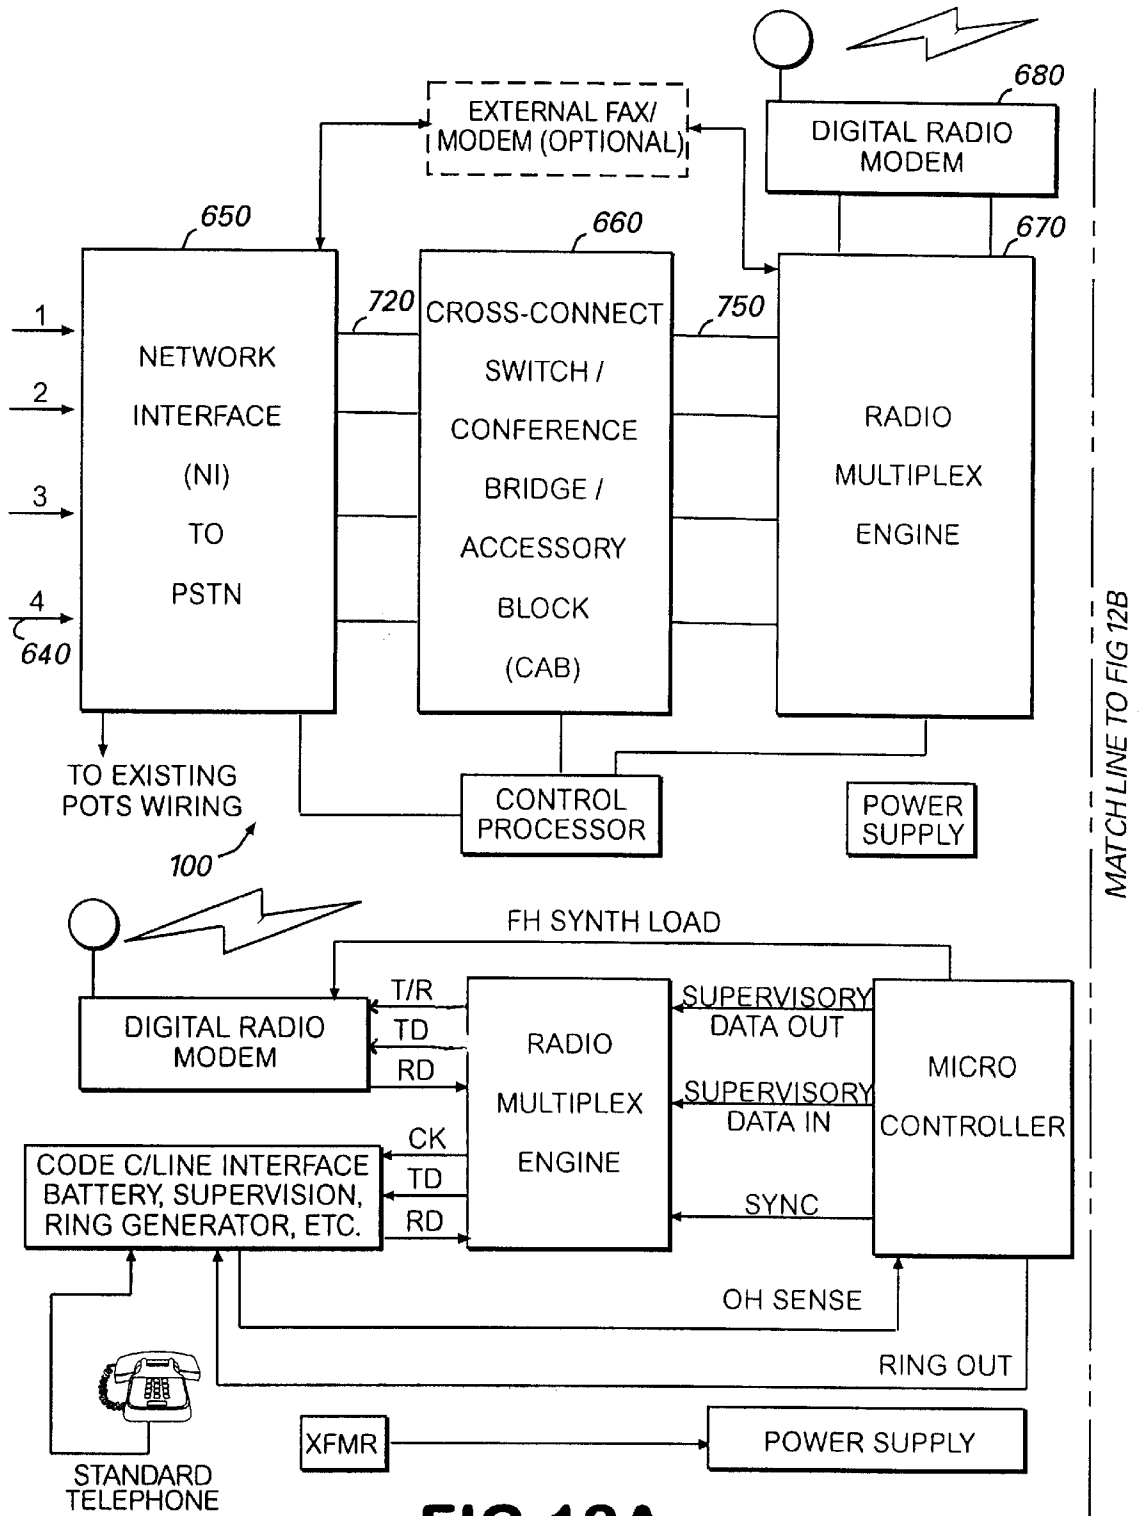 680
EXTERNAL FAX/
MODEM (OPTIONAL)
DIGITAL RADIO
MODEM
650
660
670
1
2
3
4
640
720
750
NETWORK
INTERFACE
(NI)
TO
PSTN
CROSS-CONNECT
SWITCH /
CONFERENCE
BRIDGE /
ACCESSORY
BLOCK
(CAB)
RADIO
MULTIPLEX
ENGINE
MATCH LINE TO FIG 12B
TO EXISTING
POTS WIRING
100
CONTROL
PROCESSOR
POWER
SUPPLY
FH SYNTH LOAD
DIGITAL RADIO
MODEM
T/R
TD
RD
CK
TD
RD
RADIO
MULTIPLEX
ENGINE
SUPERVISORY
DATA OUT
SUPERVISORY
DATA IN
SYNC
MICRO
CONTROLLER
CODE C/LINE INTERFACE
BATTERY, SUPERVISION,
RING GENERATOR, ETC.
OH SENSE
RING OUT
STANDARD
TELEPHONE
XFMR
POWER SUPPLY